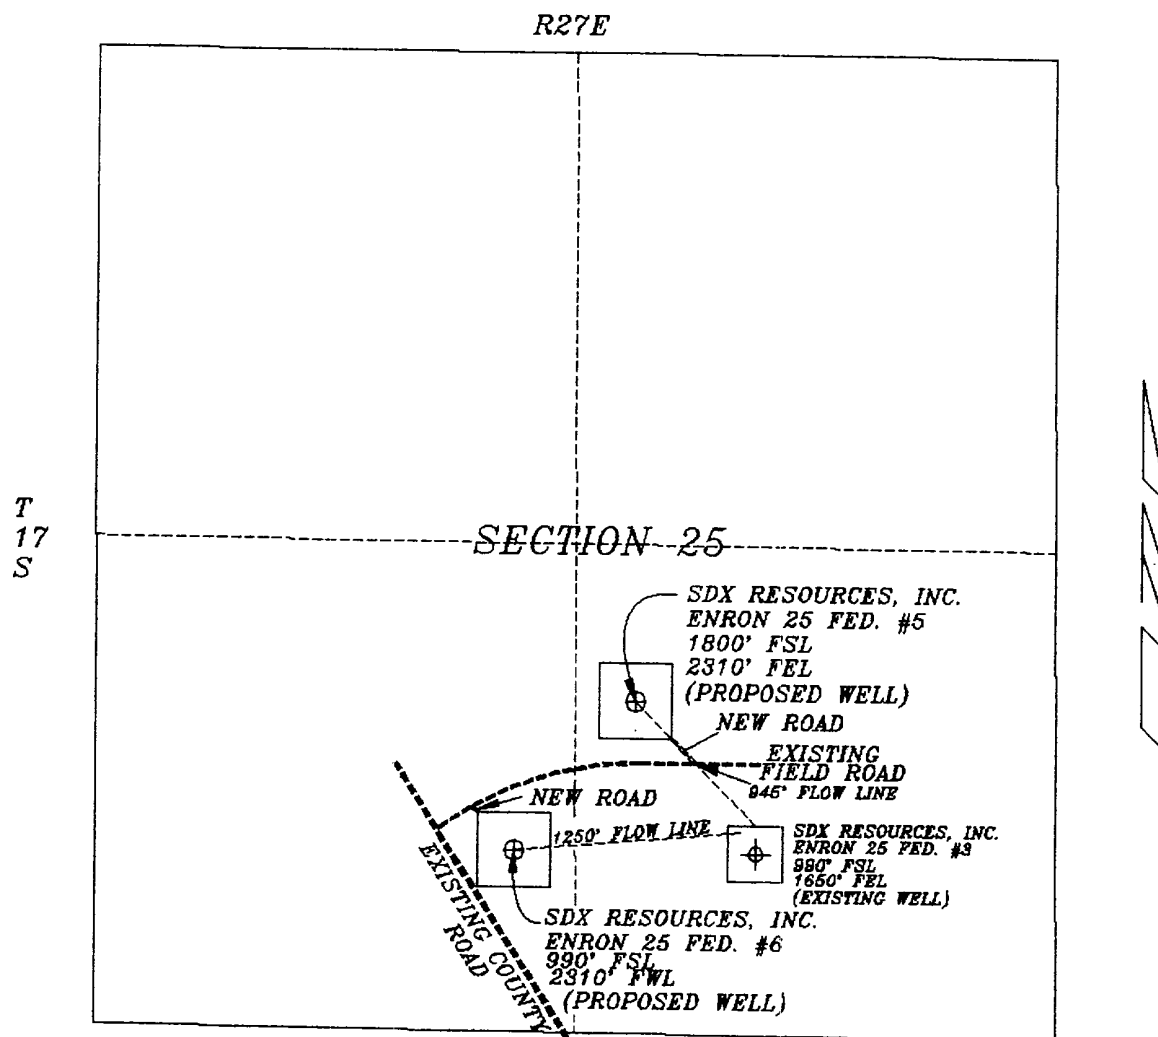 R27E
T
17
S
SECTION 25
SDX RESOURCES, INC.
ENRON 25 FED. #5
1800' FSL
2310' FEL
(PROPOSED WELL)
NEW ROAD
EXISTING
FIELD ROAD
945' FLOW LINE
NEW ROAD
1250' FLOW LINE
SDX RESOURCES, INC.
ENRON 25 FED. #3
990' FSL
1650' FEL
(EXISTING WELL)
EXISTING COUNTY
ROAD
SDX RESOURCES, INC.
ENRON 25 FED. #6
990' FSL
2310' FWL
(PROPOSED WELL)